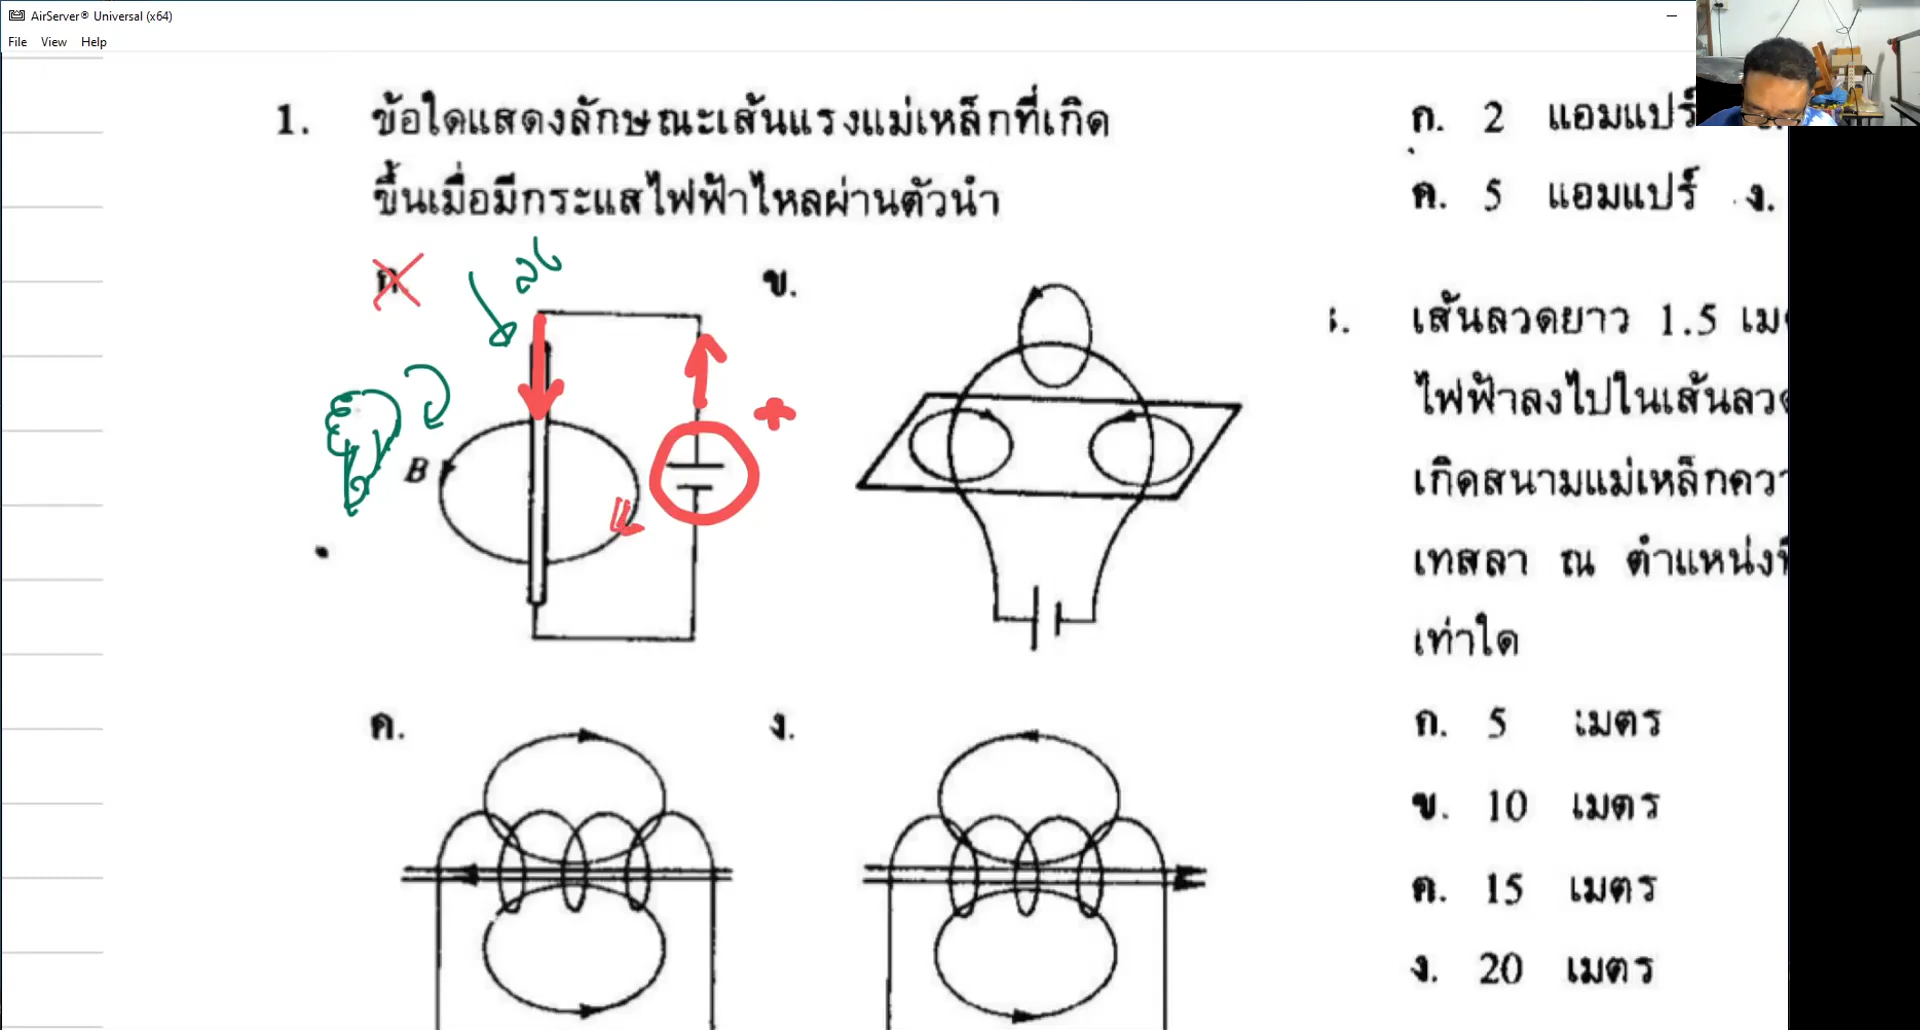 AirServer® Universal (x64)
File View Help
1. ข้อใดแสดงลักษณะเส้นแรงแม่เหล็กที่เกิด
ขึ้นเมื่อมีกระแสไฟฟ้าไหลผ่านตัวนำ
ก.
ข.
B
ค.
ง.
ก. 2 แอมแปร์
ค. 5 แอมแปร์ ง.
เส้นลวดยาว 1.5
ไฟฟ้าลงไปในเส้นลวด
เกิดสนามแม่เหล็ก
เทสลา ณ ตำแหน่ง
เท่าใด
ก. 5 เมตร
ข. 10 เมตร
ค. 15 เมตร
ง. 20 เมตร